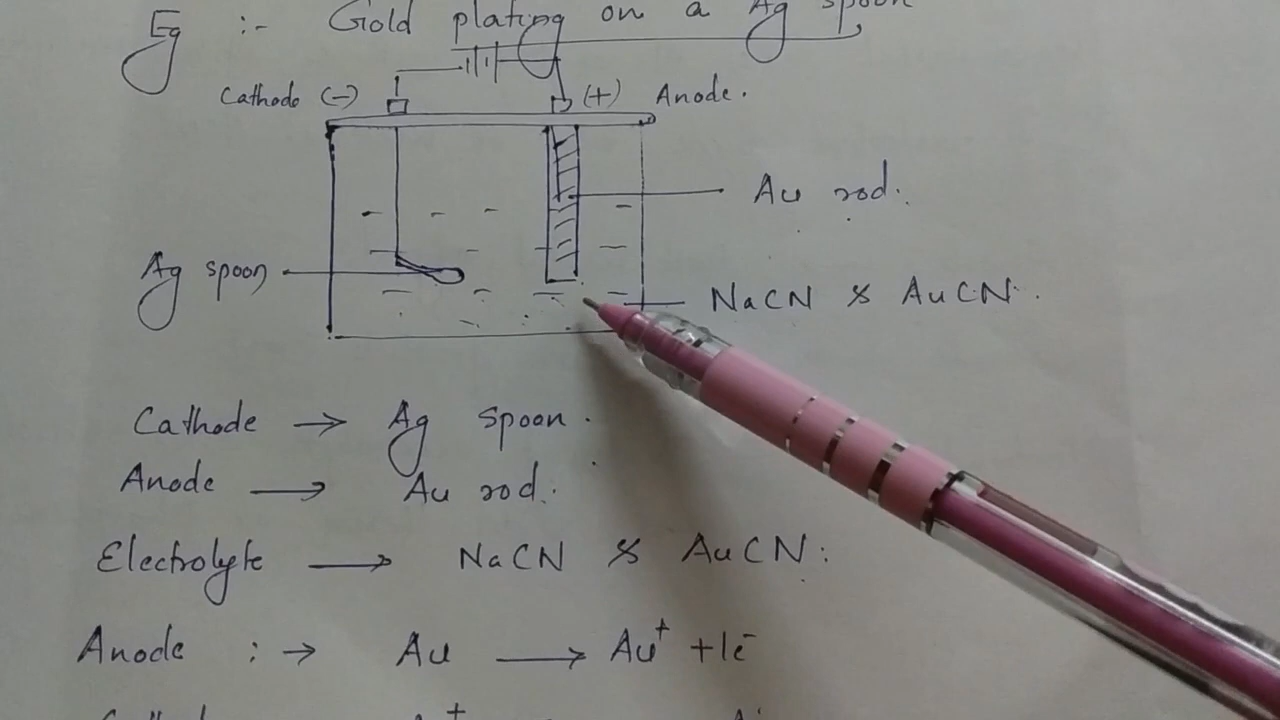 Eg :- Gold plating on a Ag spoon
Cathode (-) (+) Anode.
Au rod.
Ag spoon
NaCN & AuCN.
Cathode → Ag spoon.
Anode → Au rod.
Electrolyte → NaCN & AuCN.
Anode : → Au → Au⁺ + 1e⁻